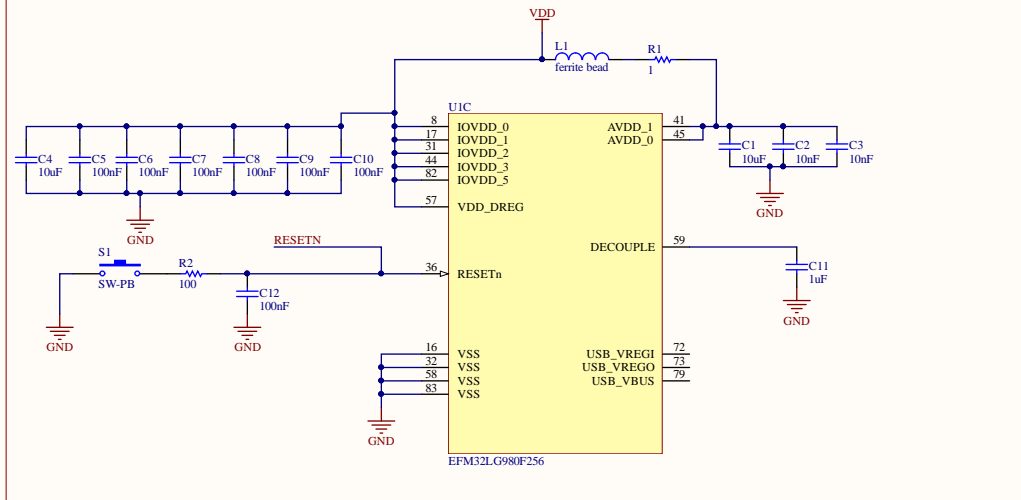 VDD
L1
ferrite bead
R1
1
U1C
8 IOVDD_0
17 IOVDD_1
31 IOVDD_2
44 IOVDD_3
82 IOVDD_5
57 VDD_DREG
AVDD_1 41
AVDD_0 45
C4
10uF
C5
100nF
C6
100nF
C7
100nF
C8
100nF
C9
100nF
C10
100nF
GND
C1
10uF
C2
10nF
C3
10nF
GND
DECOUPLE 59
C11
1uF
GND
RESETN
S1
SW-PB
R2
100
36 RESETn
C12
100nF
GND
GND
16 VSS
32 VSS
58 VSS
83 VSS
GND
USB_VREGI 72
USB_VREGO 73
USB_VBUS 79
EFM32LG980F256